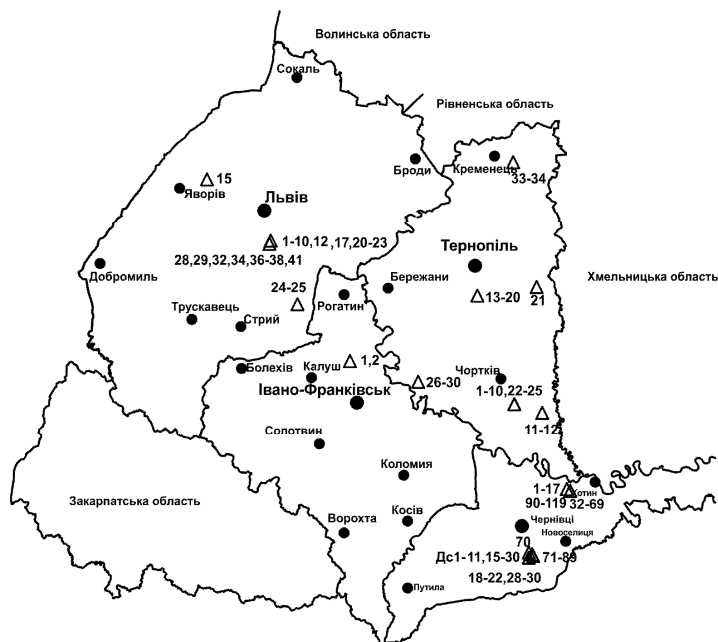 Волинська область
Сокаль
Рівненська область
Броди
Кременець
33-34
15
Яворів
Львів
1-10,12 ,17,20-23
28,29,32,34,36-38,41
Тернопіль
Добромиль
Бережани
Хмельницька область
24-25
Рогатин
13-20
21
Трускавець
Стрий
Болехів
Калуш
1,2
26-30
Чортків
1-10,22-25
Івано-Франківськ
11-12
Солотвин
Коломия
Закарпатська область
1-17
Хотин
90-119
32-69
Косів
Ворохта
Чернівці
Новоселиця
70
Дс1-11,15-30
71-89
18-22,28-30
Путила